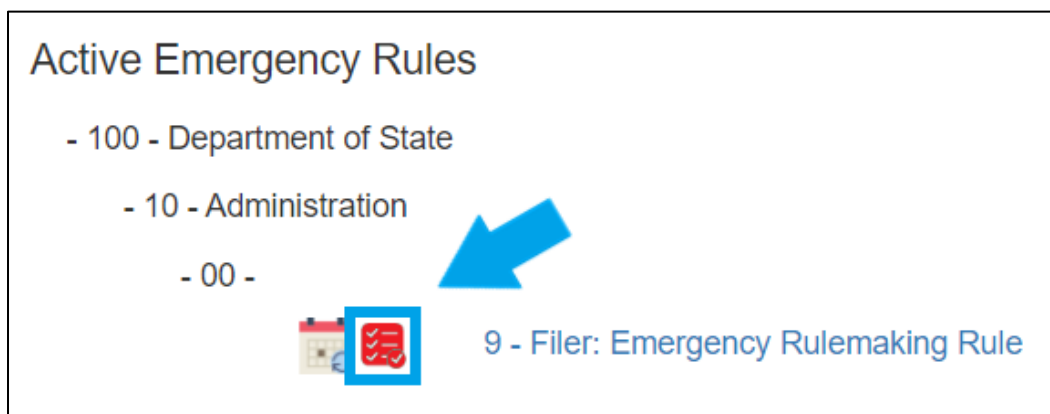 Active Emergency Rules
- 100 - Department of State
- 10 - Administration
- 00 -
9 - Filer: Emergency Rulemaking Rule